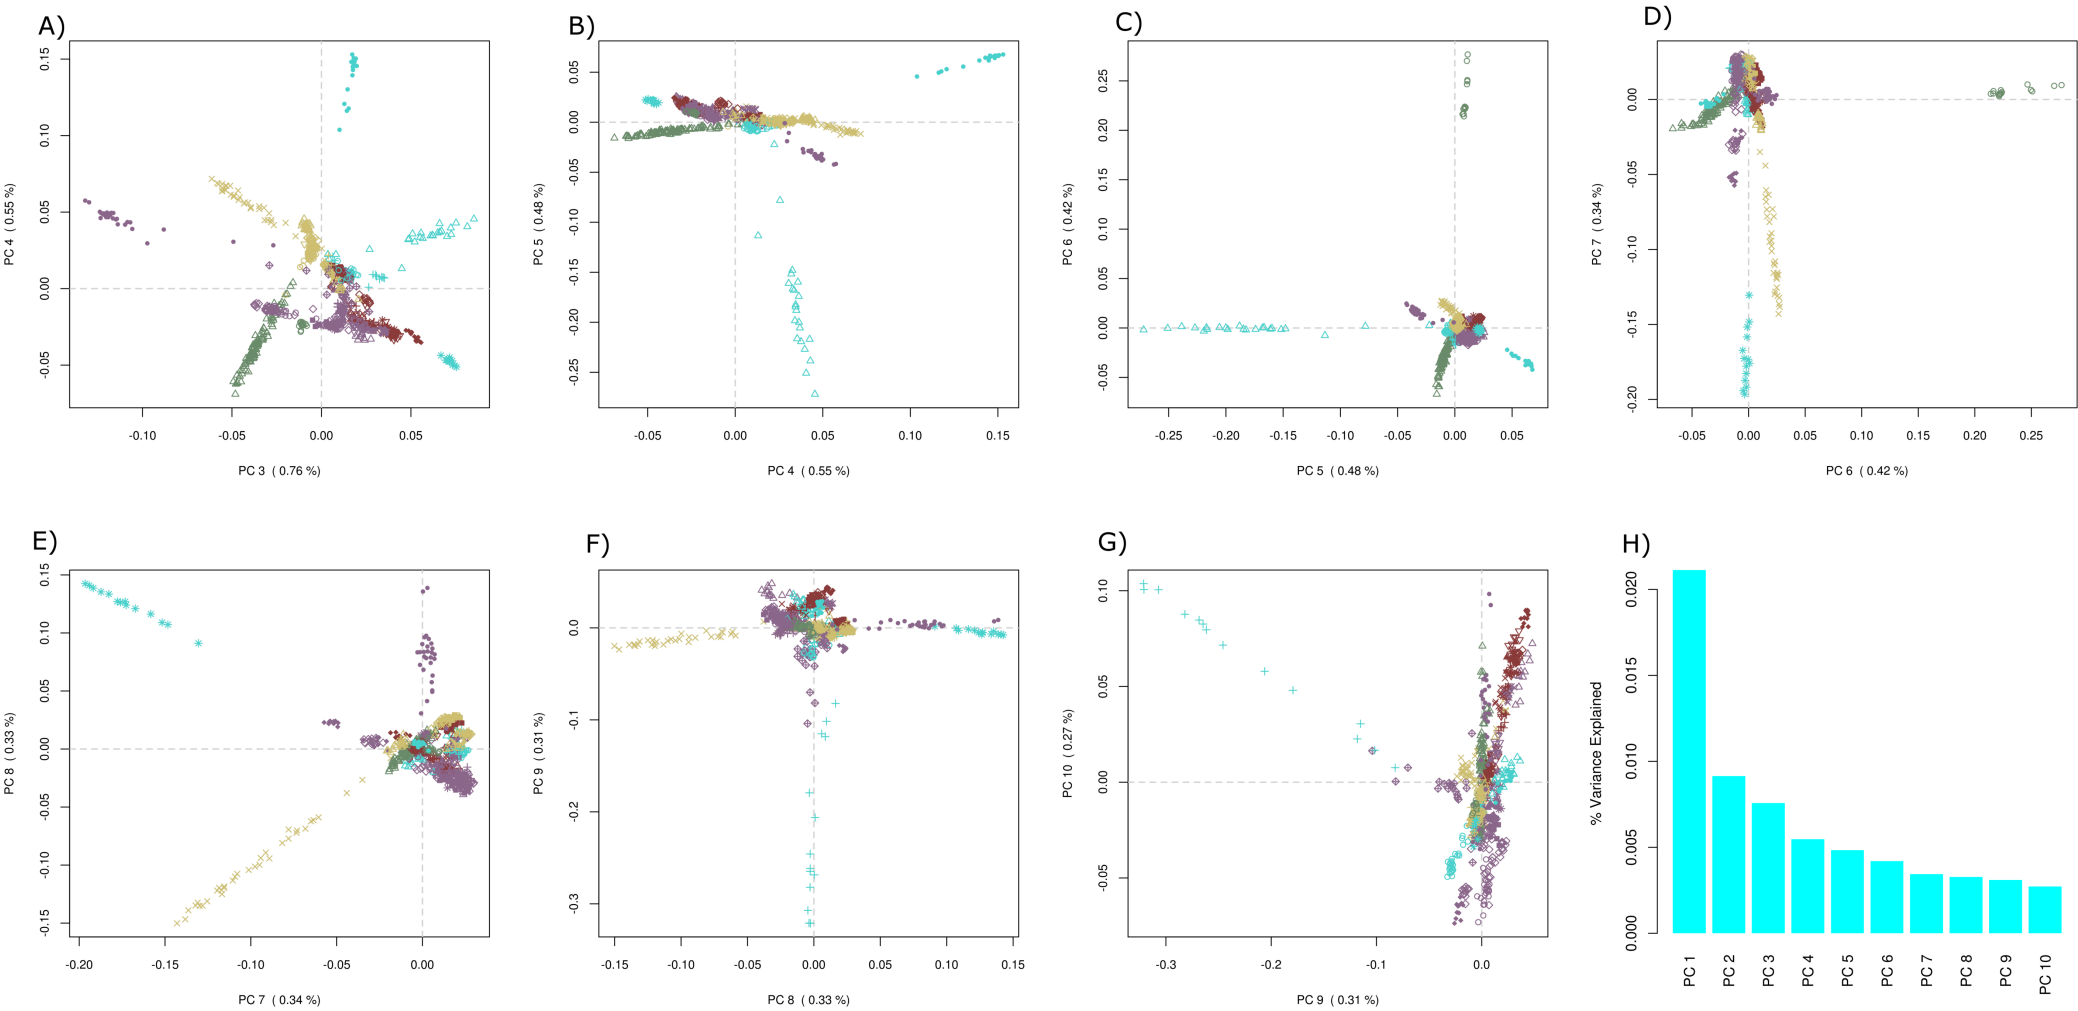 A)
0.15
0.10
0.05
0.00
-0.05
PC 4 ( 0.55 %)
-0.10 -0.05 0.00 0.05
PC 3 ( 0.76 %)
B)
0.05
0.00
-0.05
-0.10
-0.15
-0.20
-0.25
PC 5 ( 0.48 %)
-0.05 0.00 0.05 0.10 0.15
PC 4 ( 0.55 %)
C)
0.25
0.20
0.15
0.10
0.05
0.00
-0.05
PC 6 ( 0.42 %)
-0.25 -0.20 -0.15 -0.10 -0.05 0.00 0.05
PC 5 ( 0.48 %)
D)
0.00
-0.05
-0.10
-0.15
-0.20
PC 7 ( 0.34 %)
-0.05 0.00 0.05 0.10 0.15 0.20 0.25
PC 6 ( 0.42 %)
E)
0.15
0.10
0.05
0.00
-0.05
-0.10
-0.15
PC 8 ( 0.33 %)
-0.20 -0.15 -0.10 -0.05 0.00
PC 7 ( 0.34 %)
F)
0.0
-0.1
-0.2
-0.3
PC 9 ( 0.31 %)
-0.15 -0.10 -0.05 0.00 0.05 0.10 0.15
PC 8 ( 0.33 %)
G)
0.10
0.05
0.00
-0.05
PC 10 ( 0.27 %)
-0.3 -0.2 -0.1 0.0
PC 9 ( 0.31 %)
H)
0.020
0.015
0.010
0.005
0.000
% Variance Explained
PC 1
PC 2
PC 3
PC 4
PC 5
PC 6
PC 7
PC 8
PC 9
PC 10